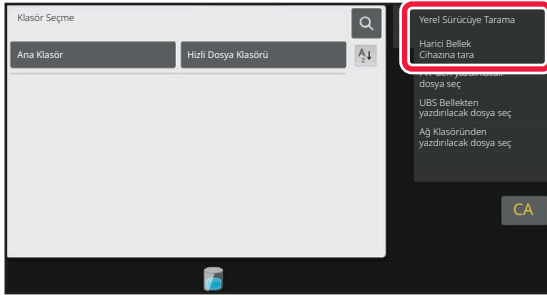 Klasör Seçme
Ana Klasör
Hizli Dosya Klasörü
Yerel Sürücüye Tarama
Harici Bellek
Cihazına tara
dosya seç
UBS Bellekten
yazdırılacak dosya seç
Ağ Klasöründen
yazdırılacak dosya seç
CA